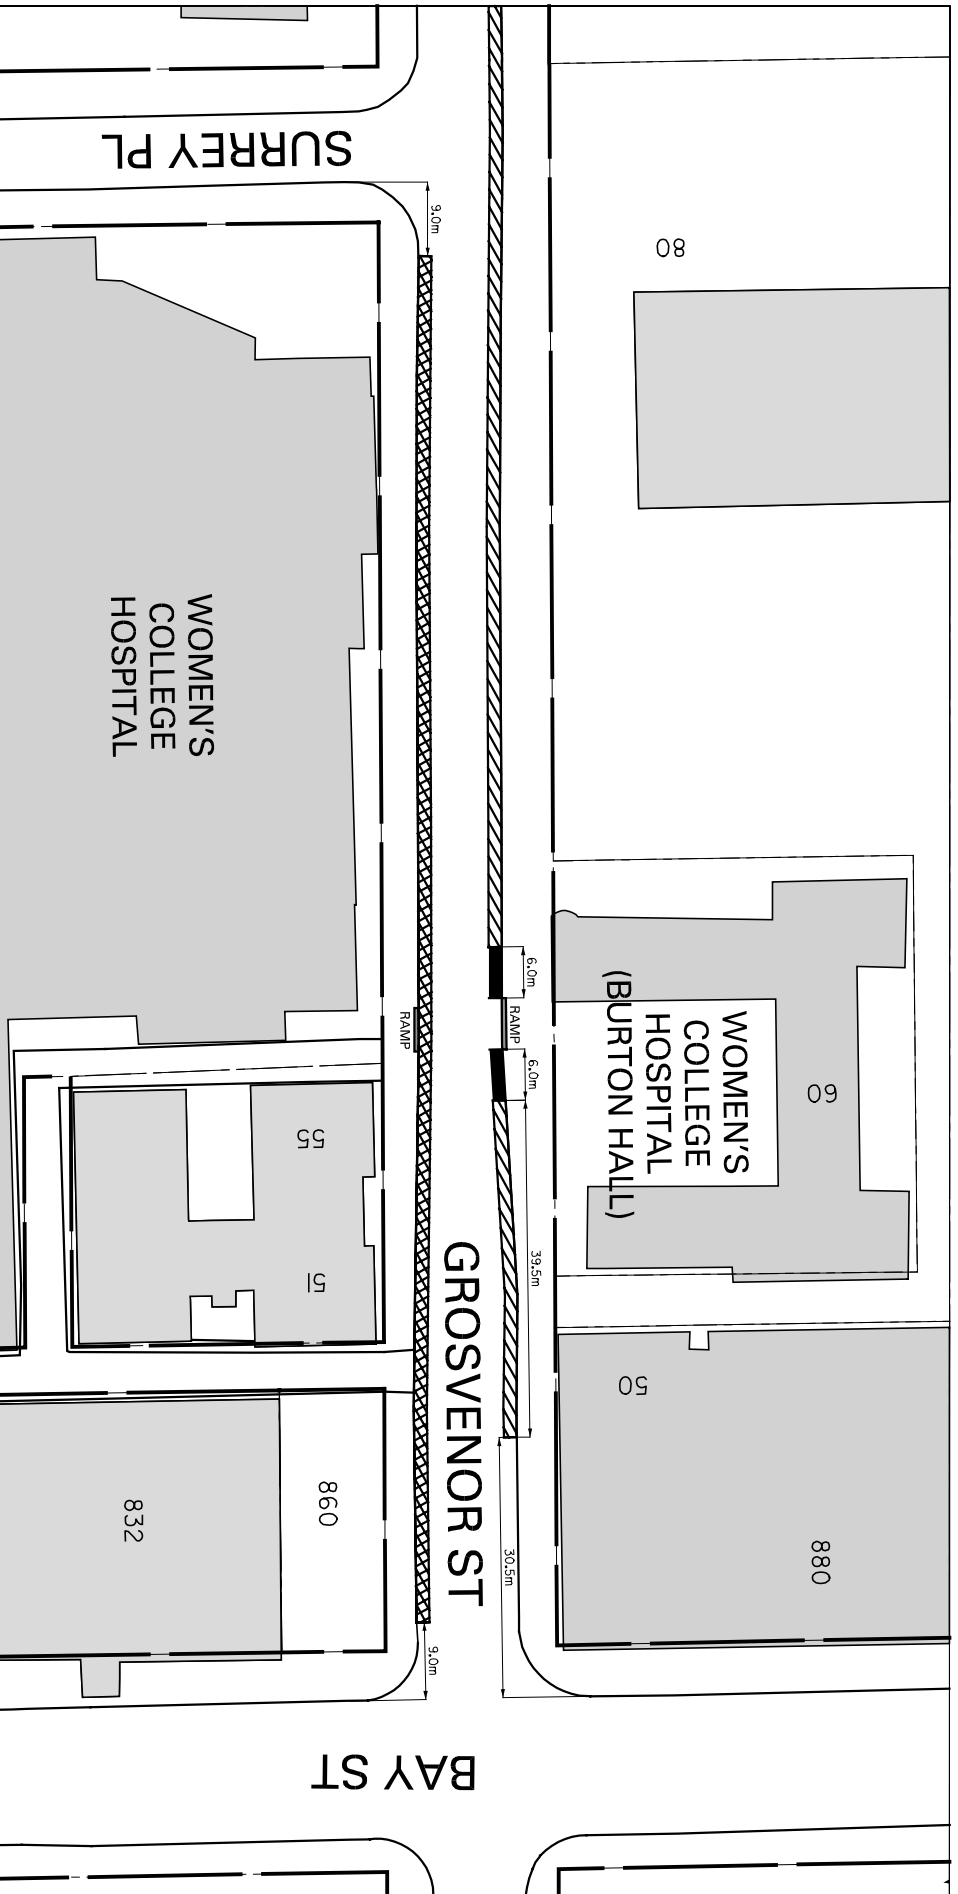 SURREY PL
9.0m
80
WOMEN'S
COLLEGE
HOSPITAL
6.0m
RAMP
RAMP
6.0m
WOMEN'S
COLLEGE
HOSPITAL
(BURTON HALL)
60
55
51
39.5m
GROSVENOR ST
50
832
860
880
30.5m
9.0m
BAY ST